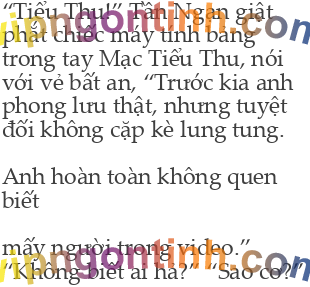 “Tiểu Thu!” Tần Ngạn giật
phắt chiếc máy tính bảng
trong tay Mạc Tiểu Thu, nói
với vẻ bất an, “Trước kia anh
phong lưu thật, nhưng tuyệt
đối không cặp kè lung tung.
Anh hoàn toàn không quen
biết
mấy người trong video.”
“Không biết ai hả?” “Sao cơ?”